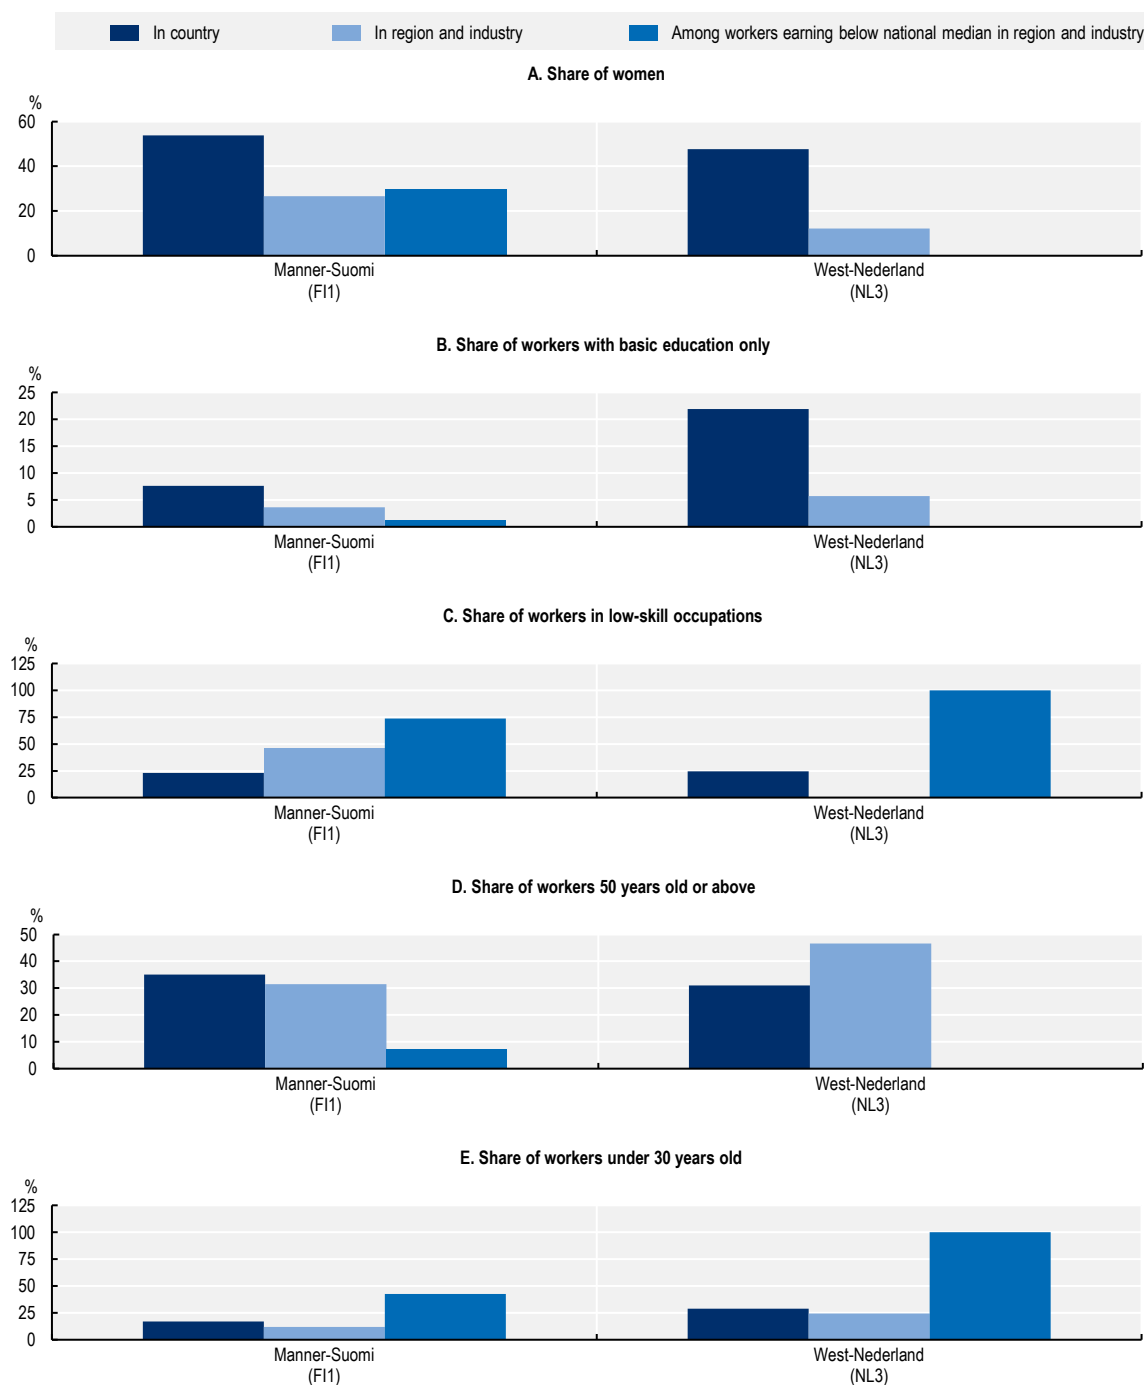 In country In region and industry Among workers earning below national median in region and industry
A. Share of women
%
60
40
20
0
Manner-Suomi West-Nederland
(FI1) (NL3)
B. Share of workers with basic education only
%
25
20
15
10
5
0
Manner-Suomi West-Nederland
(FI1) (NL3)
C. Share of workers in low-skill occupations
%
125
100
75
50
25
0
Manner-Suomi West-Nederland
(FI1) (NL3)
D. Share of workers 50 years old or above
%
50
40
30
20
10
0
Manner-Suomi West-Nederland
(FI1) (NL3)
E. Share of workers under 30 years old
%
125
100
75
50
25
0
Manner-Suomi West-Nederland
(FI1) (NL3)